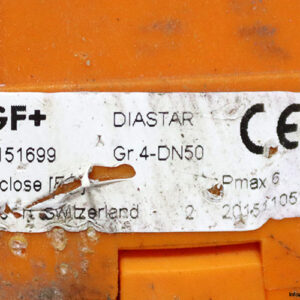 GF+ DIASTAR CE
151699 Gr.4-DN50
close Pmax 6
Switzerland 2